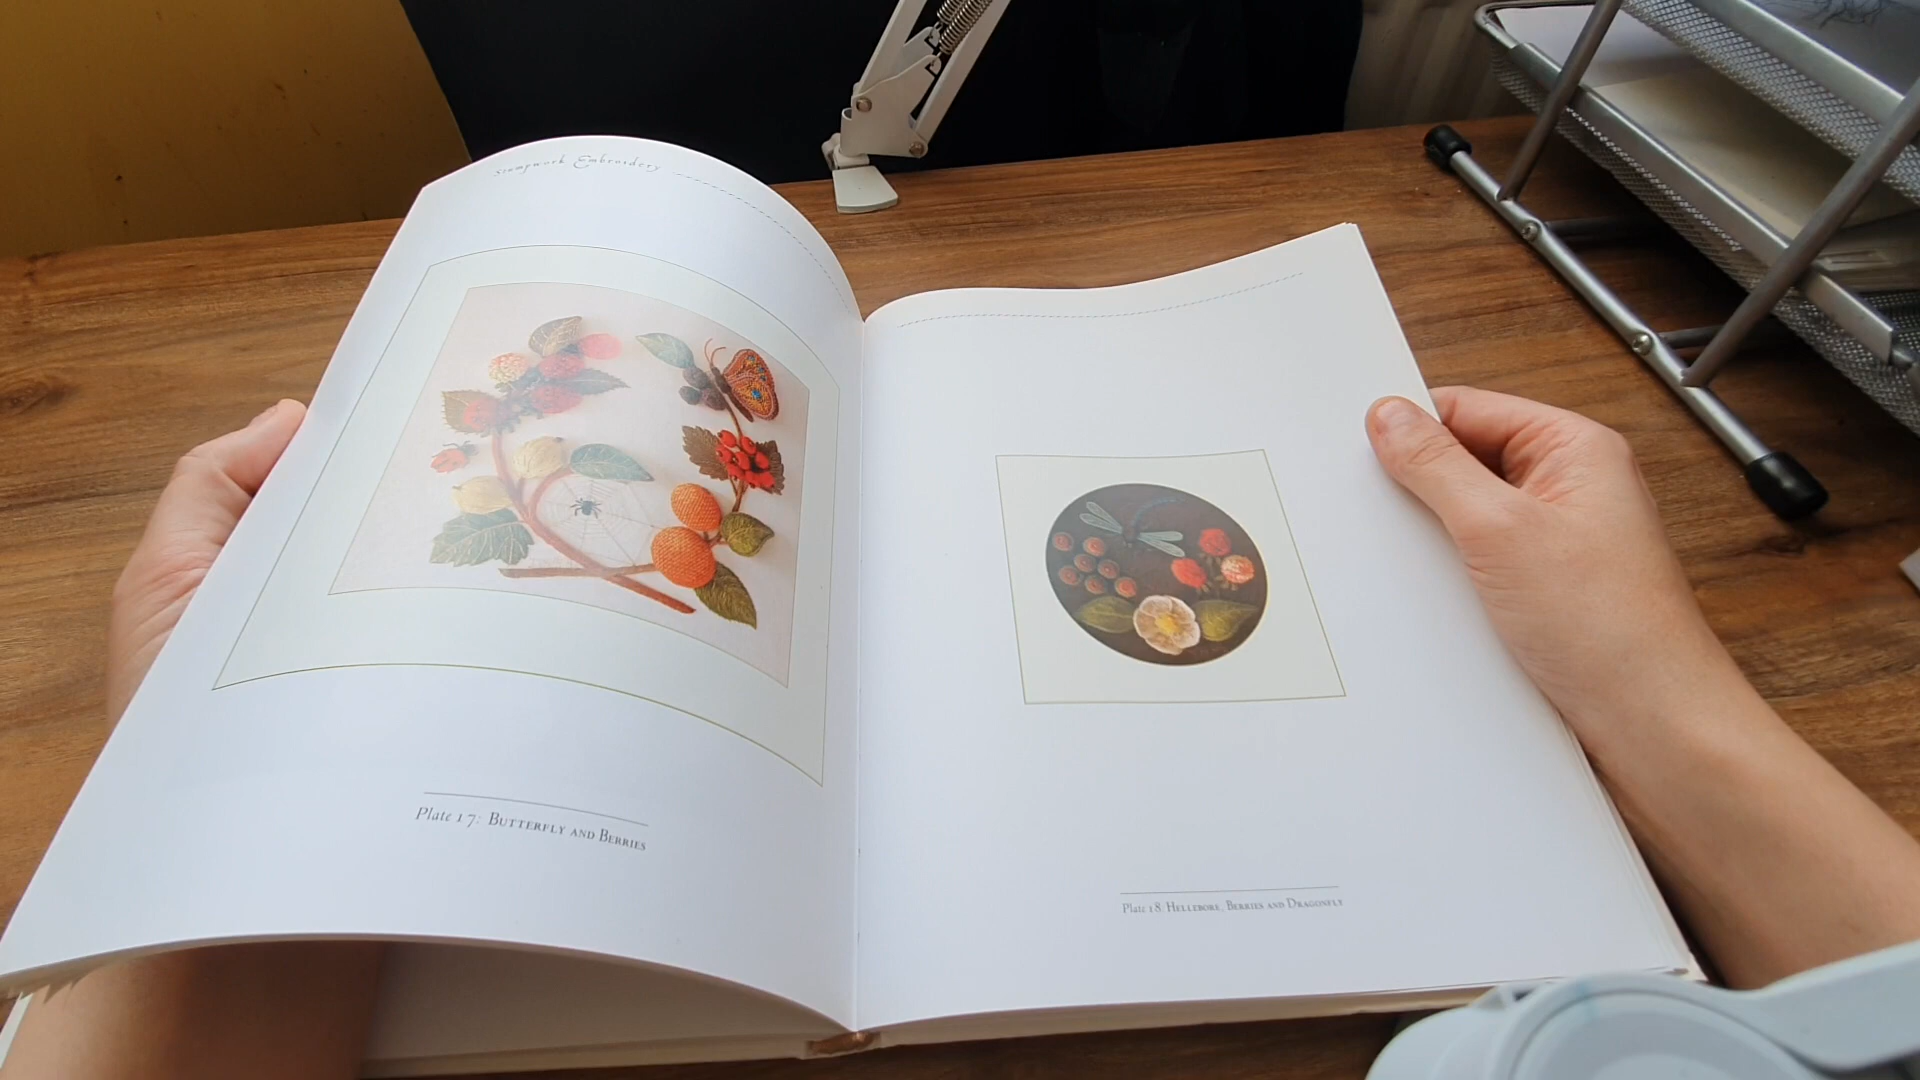 Stumpwork Embroidery
Plate 17: Butterfly and Berries
Plate 18: Hellebore, Berries and Dragonfly